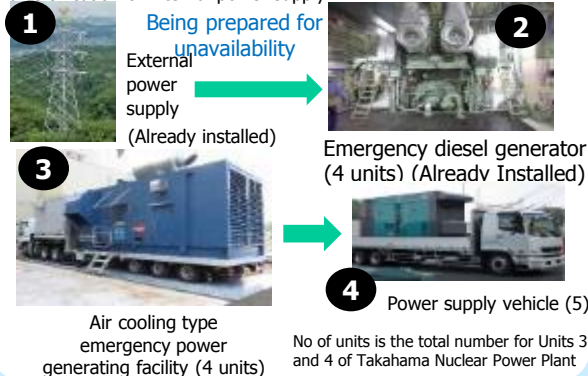 power supply
1
Being prepared for
unavailability
2
External
power
supply
(Already installed)
Emergency diesel generator
(4 units) (Already Installed)
3
4
Power supply vehicle (5)
Air cooling type
emergency power
generating facility (4 units)
No of units is the total number for Units 3
and 4 of Takahama Nuclear Power Plant